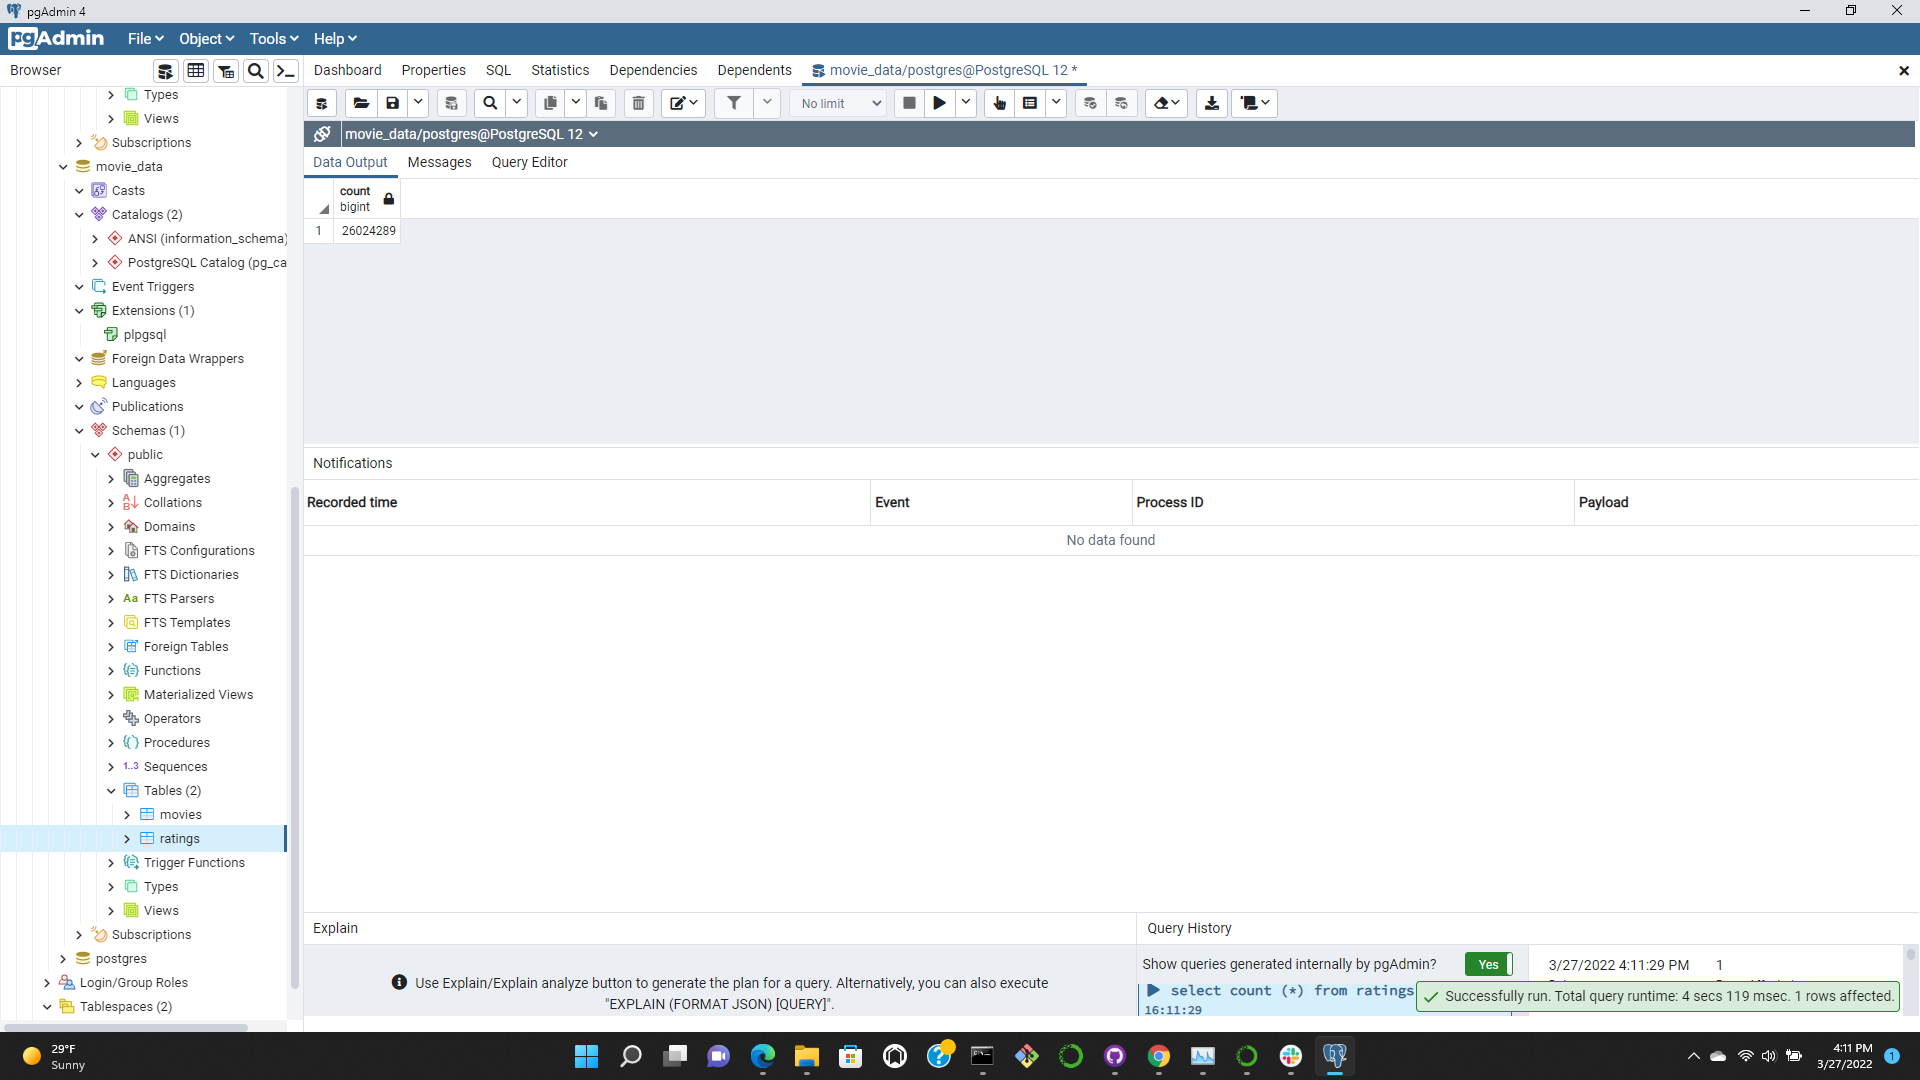 pgAdmin 4
pgAdmin File Object Tools Help
Browser
Dashboard Properties SQL Statistics Dependencies Dependents movie_data/postgres@PostgreSQL 12 *
No limit
movie_data/postgres@PostgreSQL 12
Types
Views
Subscriptions
movie_data
Casts
Catalogs (2)
ANSI (information_schema)
PostgreSQL Catalog (pg_ca
Event Triggers
Extensions (1)
plpgsql
Foreign Data Wrappers
Languages
Publications
Schemas (1)
public
Aggregates
Collations
Domains
FTS Configurations
FTS Dictionaries
Aa FTS Parsers
FTS Templates
Foreign Tables
Functions
Materialized Views
Operators
Procedures
1..3 Sequences
Tables (2)
movies
ratings
Trigger Functions
Types
Views
Subscriptions
postgres
Login/Group Roles
Tablespaces (2)
Data Output Messages Query Editor
count
bigint
1 26024289
Notifications
Recorded time Event Process ID Payload
No data found
Explain
Use Explain/Explain analyze button to generate the plan for a query. Alternatively, you can also execute
"EXPLAIN (FORMAT JSON) [QUERY]".
Query History
Show queries generated internally by pgAdmin? Yes
select count (*) from ratings
16:11:29
3/27/2022 4:11:29 PM 1
Successfully run. Total query runtime: 4 secs 119 msec. 1 rows affected.
29°F
Sunny
4:11 PM
3/27/2022
1